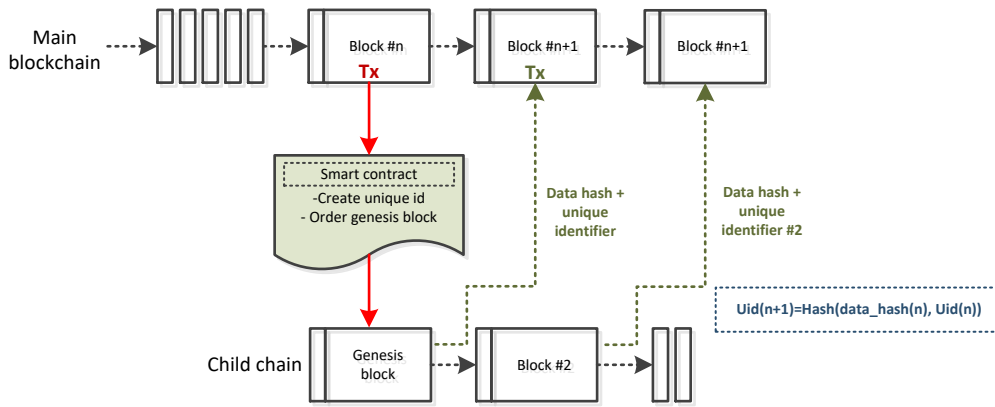 Main
blockchain
Block #n
Tx
Block #n+1
Tx
Block #n+1
Smart contract
-Create unique id
- Order genesis block
Data hash +
unique
identifier
Data hash +
unique
identifier #2
Uid(n+1)=Hash(data_hash(n), Uid(n))
Child chain
Genesis
block
Block #2